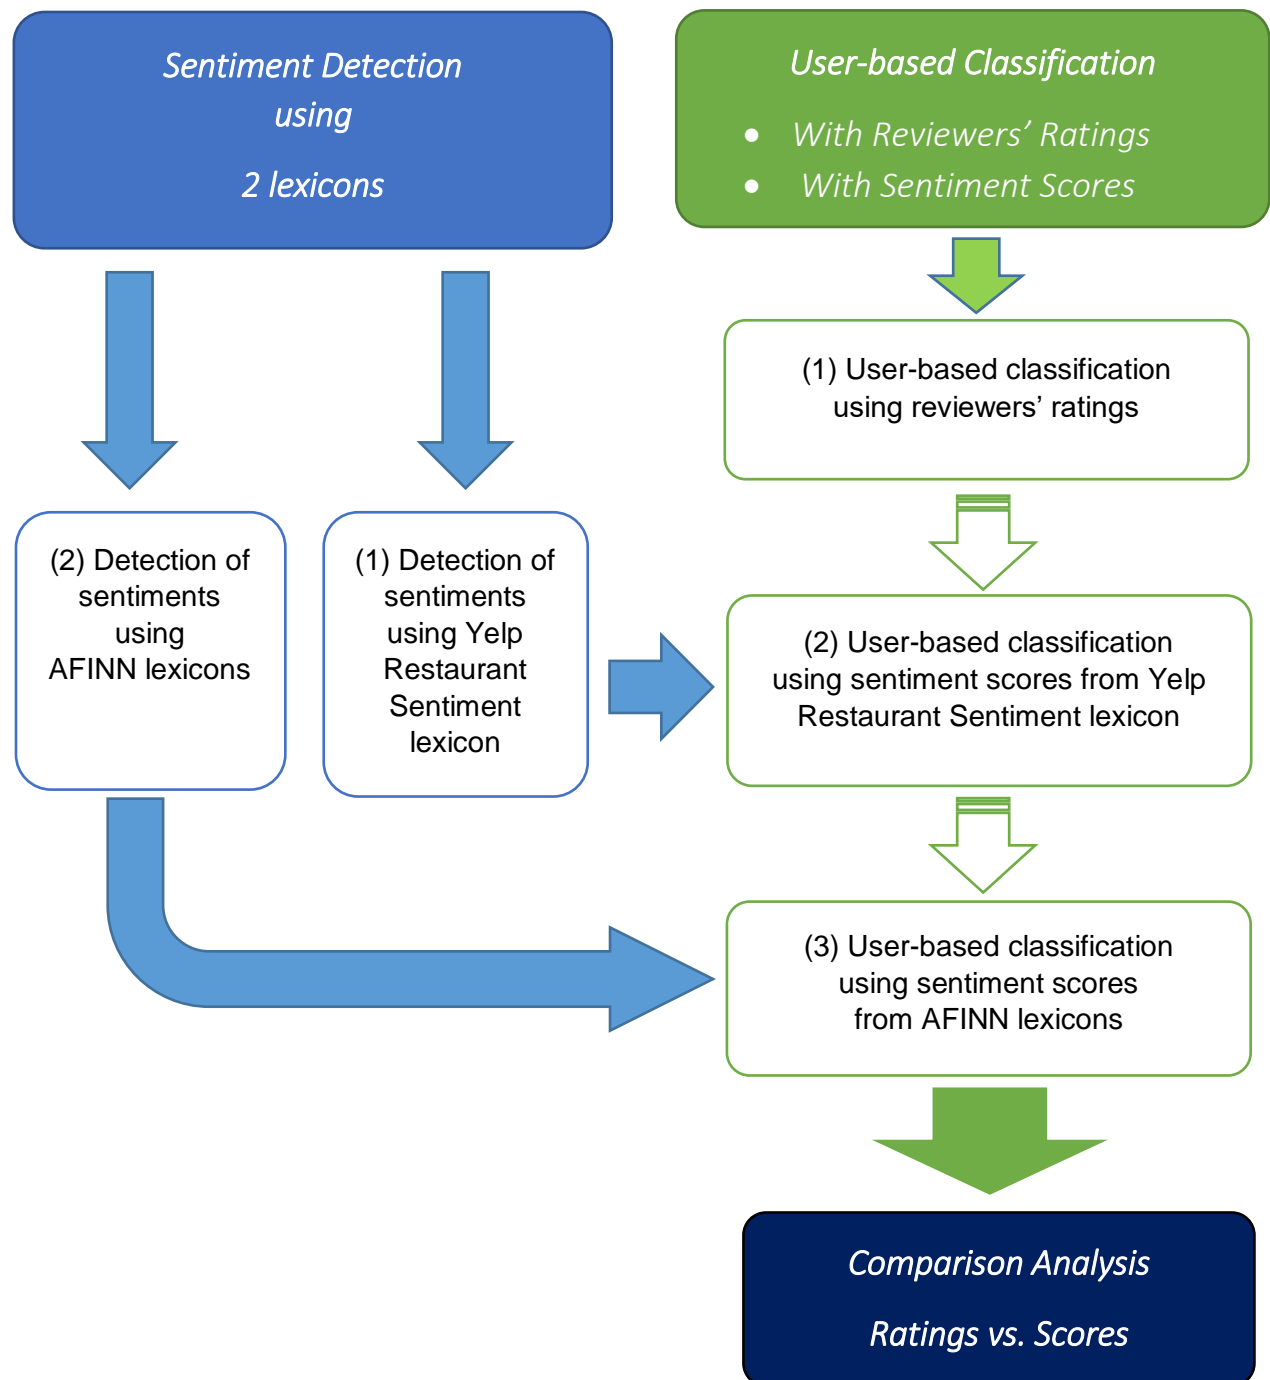 Sentiment Detection
using
2 lexicons
User-based Classification
• With Reviewers’ Ratings
• With Sentiment Scores
(1) User-based classification
using reviewers’ ratings
(2) Detection of
sentiments
using
AFINN lexicons
(1) Detection of
sentiments
using Yelp
Restaurant
Sentiment
lexicon
(2) User-based classification
using sentiment scores from Yelp
Restaurant Sentiment lexicon
(3) User-based classification
using sentiment scores
from AFINN lexicons
Comparison Analysis
Ratings vs. Scores